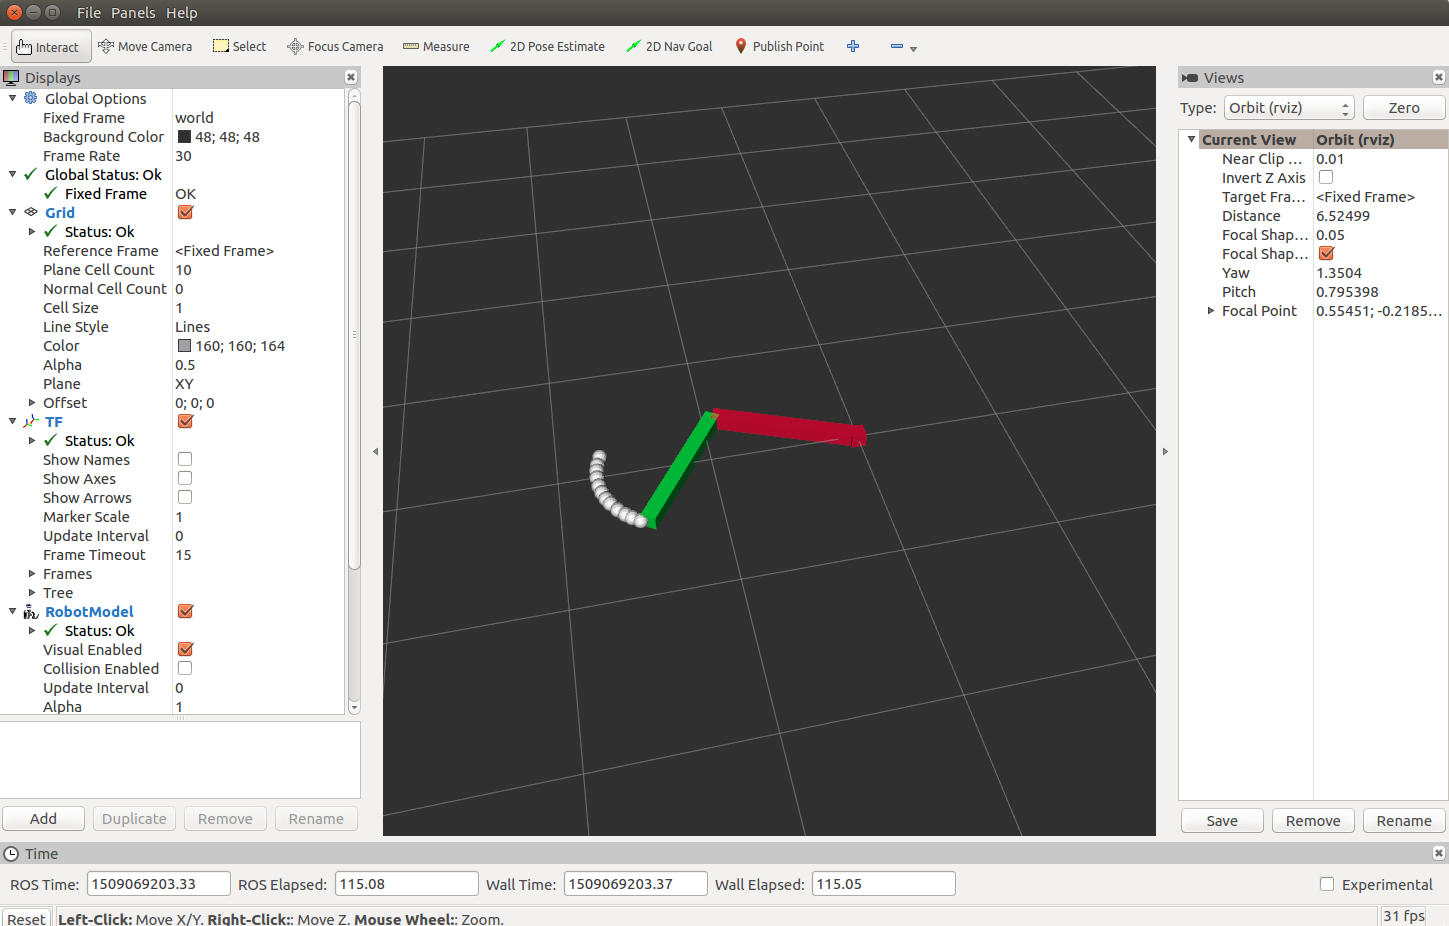 File Panels Help
Interact Move Camera Select Focus Camera Measure 2D Pose Estimate 2D Nav Goal Publish Point
Displays
Global Options
Fixed Frame world
Background Color 48; 48; 48
Frame Rate 30
Global Status: Ok
Fixed Frame OK
Grid
Status: Ok
Reference Frame <Fixed Frame>
Plane Cell Count 10
Normal Cell Count 0
Cell Size 1
Line Style Lines
Color 160; 160; 164
Alpha 0.5
Plane XY
Offset 0; 0; 0
TF
Status: Ok
Show Names
Show Axes
Show Arrows
Marker Scale 1
Update Interval 0
Frame Timeout 15
Frames
Tree
RobotModel
Status: Ok
Visual Enabled
Collision Enabled
Update Interval 0
Alpha 1
Add Duplicate Remove Rename
Views
Type: Orbit (rviz) Zero
Current View Orbit (rviz)
Near Clip ... 0.01
Invert Z Axis
Target Fra... <Fixed Frame>
Distance 6.52499
Focal Shap... 0.05
Focal Shap...
Yaw 1.3504
Pitch 0.795398
Focal Point 0.55451; -0.2185...
Save Remove Rename
Time
ROS Time: 1509069203.33 ROS Elapsed: 115.08 Wall Time: 1509069203.37 Wall Elapsed: 115.05 Experimental
Reset Left-Click: Move X/Y. Right-Click:: Move Z. Mouse Wheel:: Zoom. 31 fps